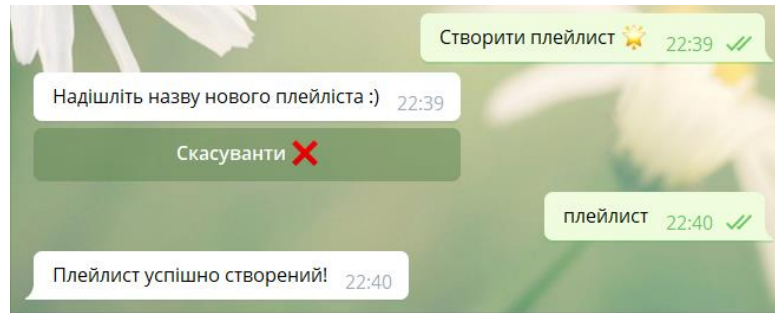 Створити плейлист 🌟 22:39
Надішліть назву нового плейліста :) 22:39
Скасуванти ❌
плейлист 22:40
Плейлист успішно створений! 22:40